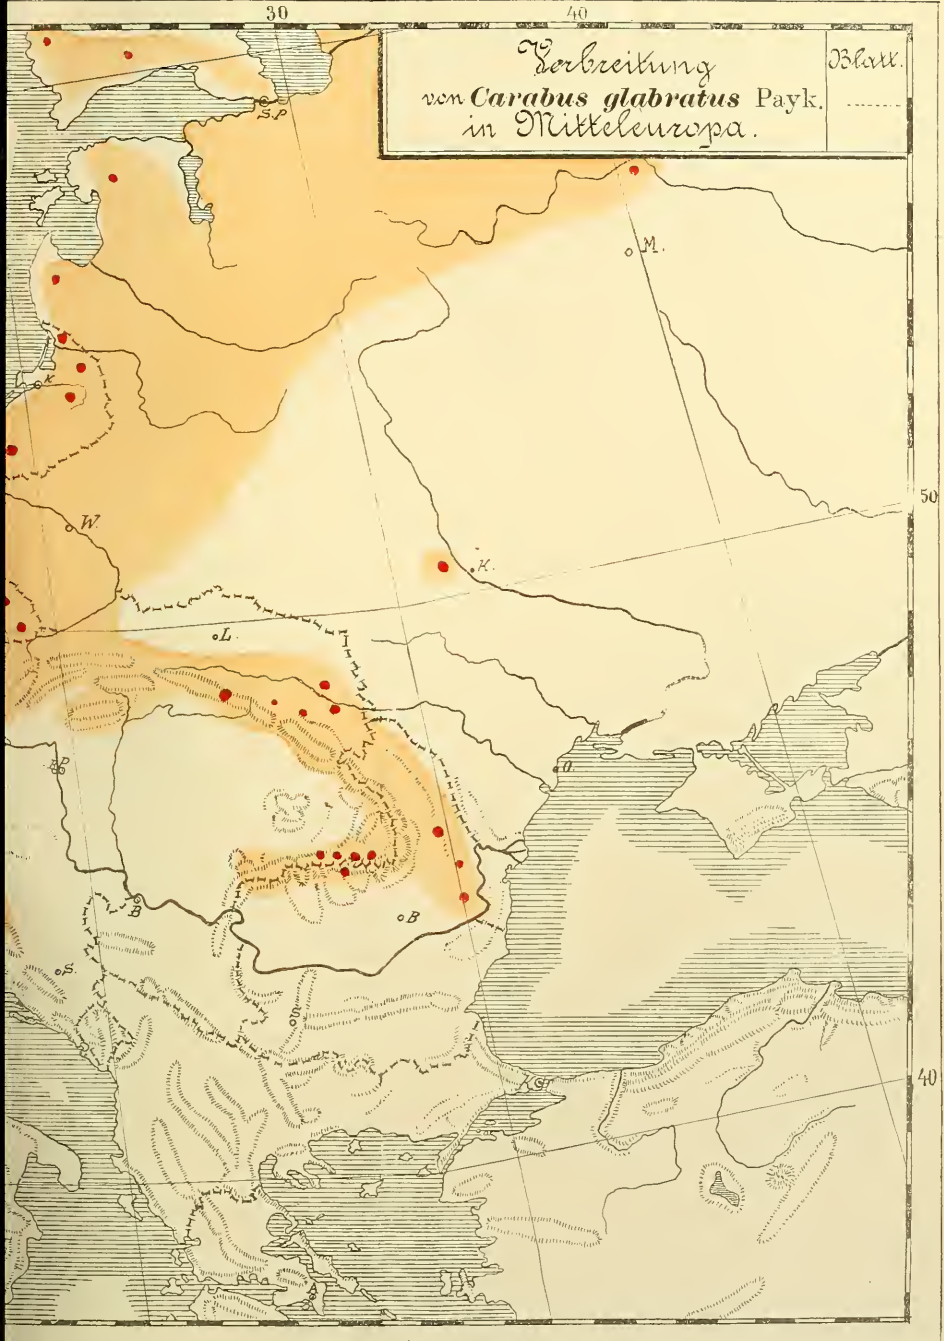 30
40
Verbreitung
von Carabus glabratus Payk.
in Mitteleuropa.
Blatt.
S.P.
M.
K
W.
50
K.
L.
B.P.
O.
B
B
S.
S
K.
40
A